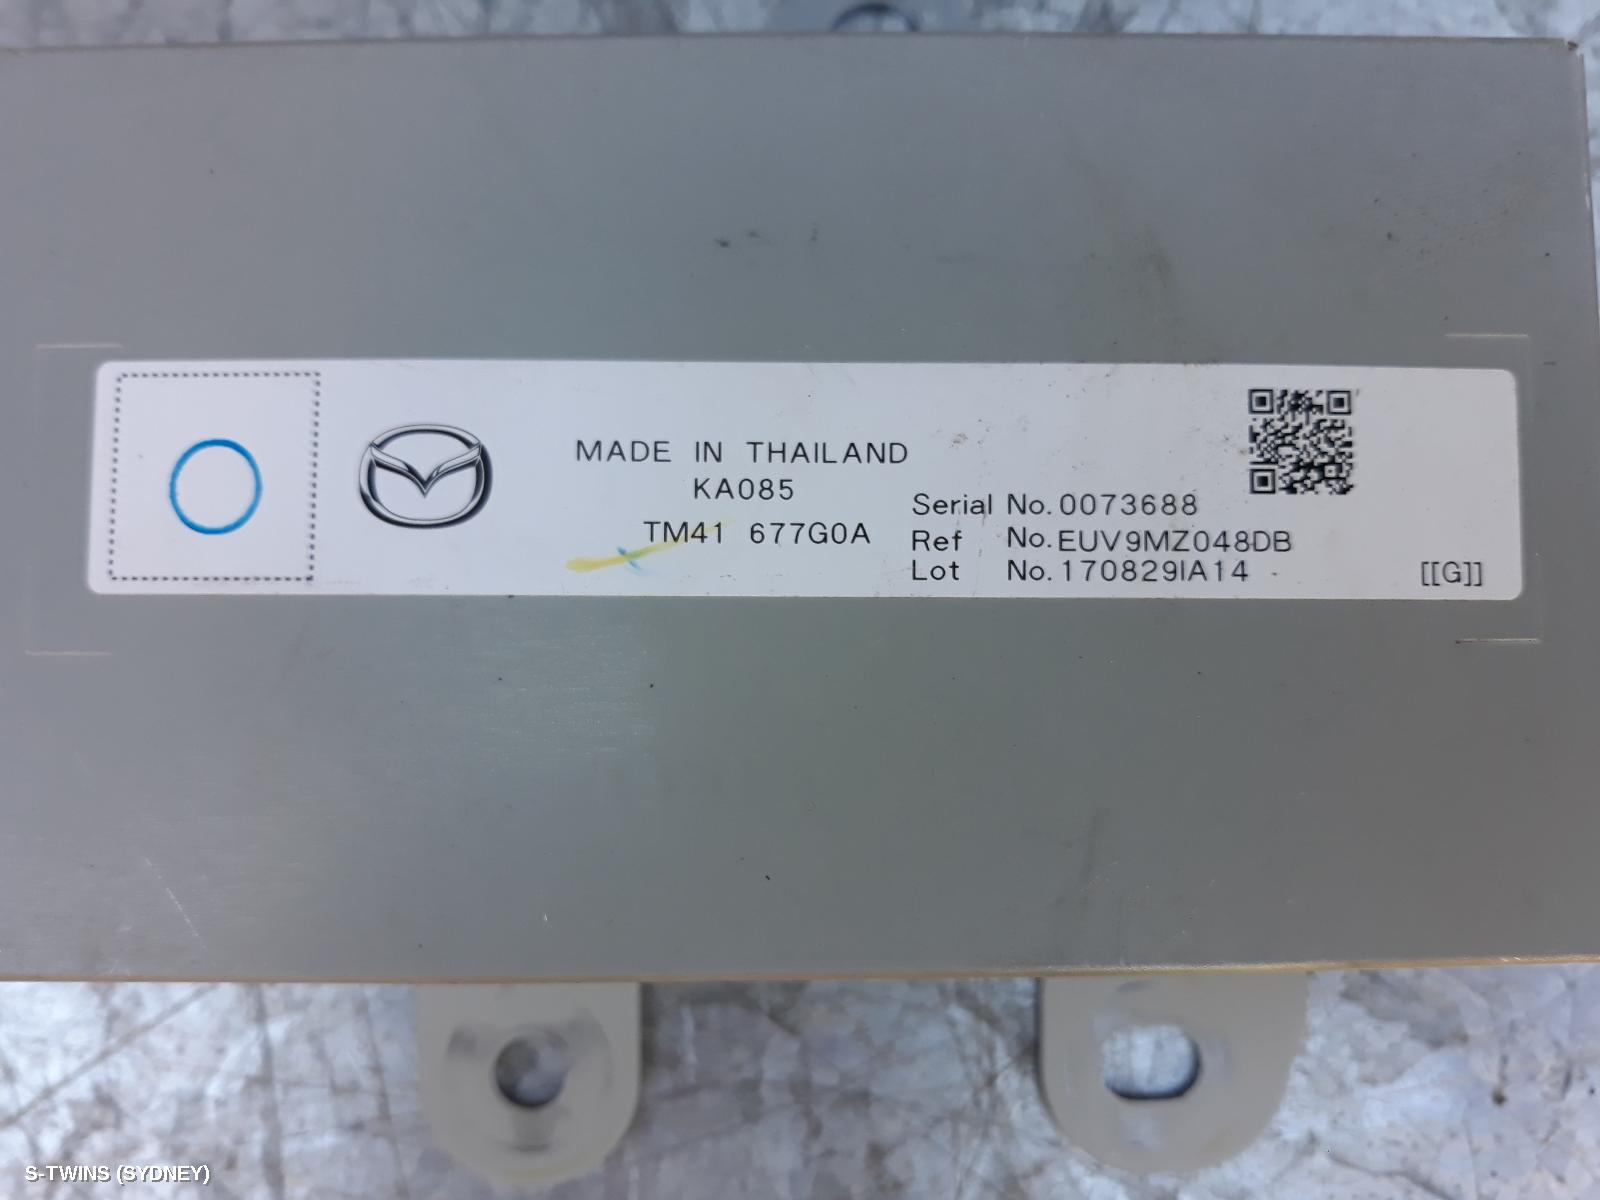 MADE IN THAILAND
KA085
TM41 677G0A
Serial No.0073688
Ref No.EUV9MZ048DB
Lot No.170829IA14
[[G]]
S-TWINS (SYDNEY)